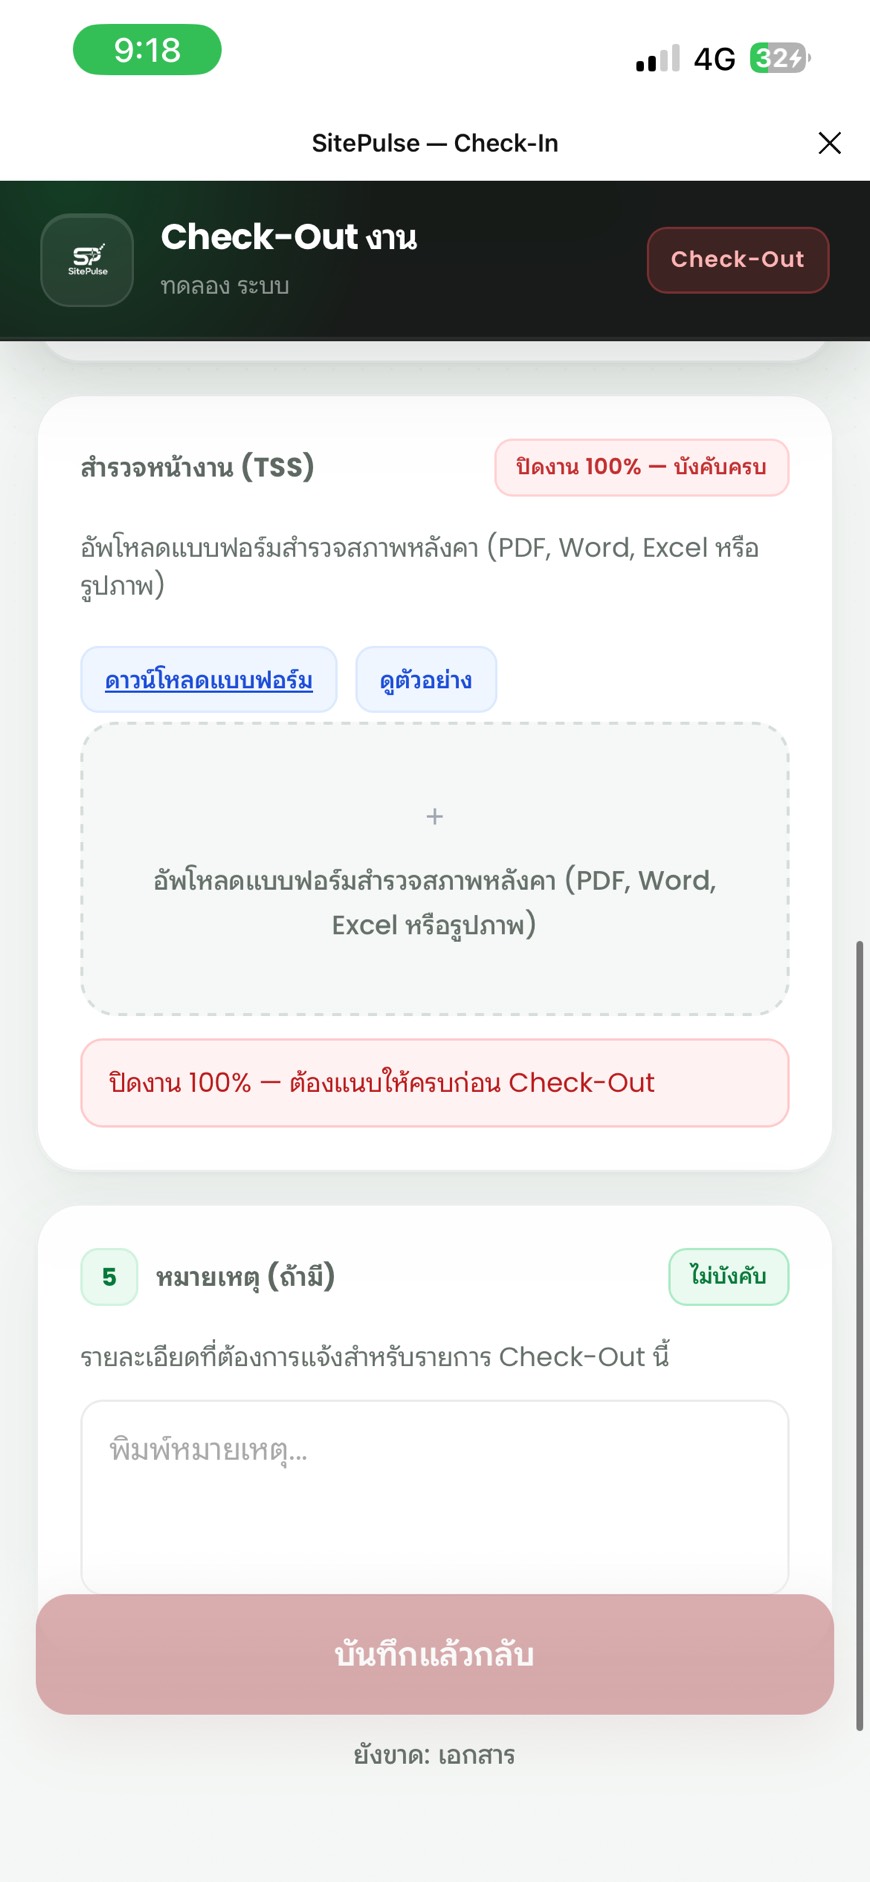 9:18
4G
32
SitePulse — Check-In
SP
SitePulse
Check-Out งาน
ทดลอง ระบบ
Check-Out
สำรวจหน้างาน (TSS)
ปิดงาน 100% — บังคับครบ
อัพโหลดแบบฟอร์มสำรวจสภาพหลังคา (PDF, Word, Excel หรือ
รูปภาพ)
ดาวน์โหลดแบบฟอร์ม
ดูตัวอย่าง
+
อัพโหลดแบบฟอร์มสำรวจสภาพหลังคา (PDF, Word,
Excel หรือรูปภาพ)
ปิดงาน 100% — ต้องแนบให้ครบก่อน Check-Out
5
หมายเหตุ (ถ้ามี)
ไม่บังคับ
รายละเอียดที่ต้องการแจ้งสำหรับรายการ Check-Out นี้
พิมพ์หมายเหตุ...
บันทึกแล้วกลับ
ยังขาด: เอกสาร